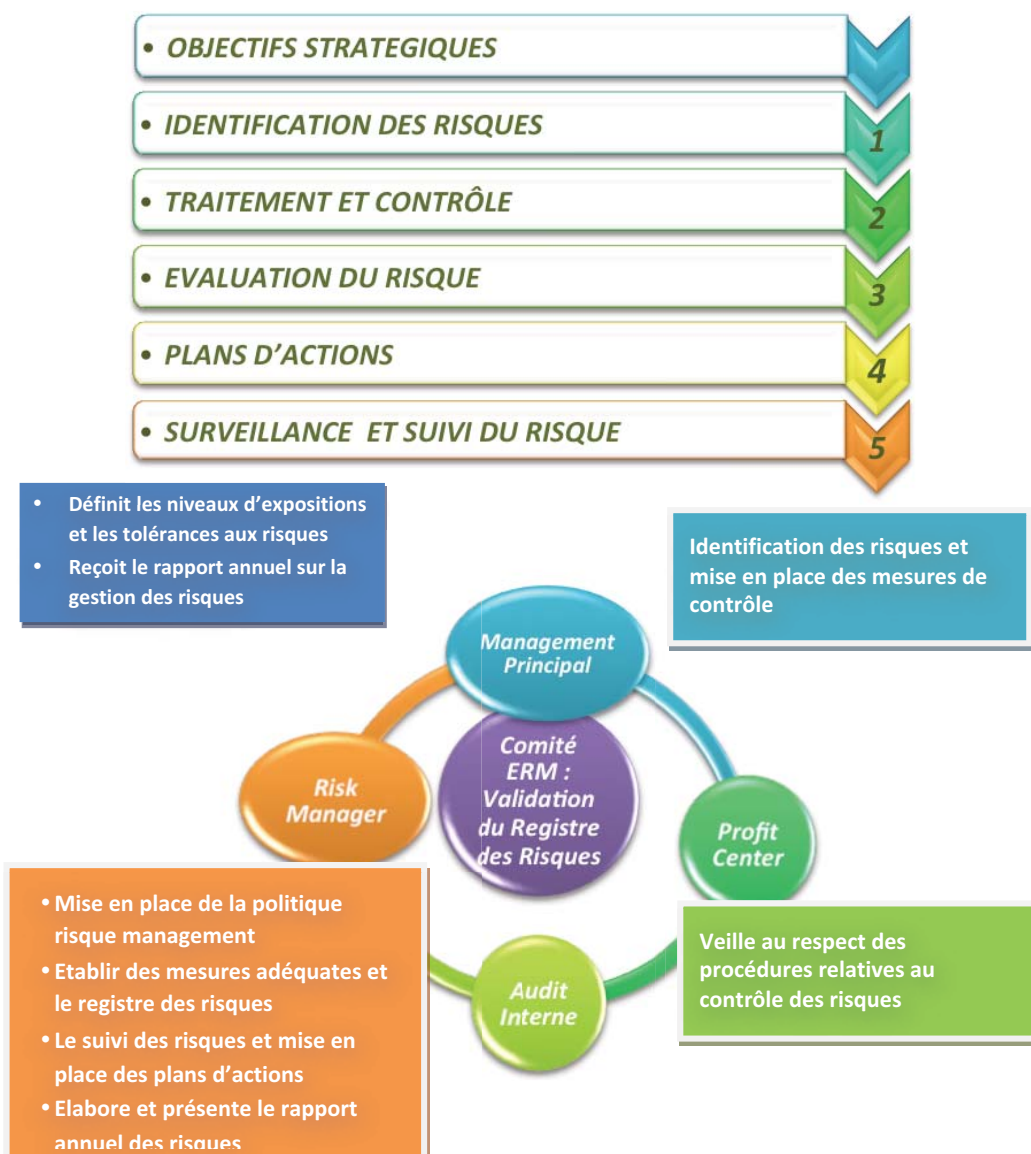 • OBJECTIFS STRATEGIQUES
• IDENTIFICATION DES RISQUES
1
• TRAITEMENT ET CONTRÔLE
2
• EVALUATION DU RISQUE
3
• PLANS D’ACTIONS
4
• SURVEILLANCE ET SUIVI DU RISQUE
5
• Définit les niveaux d’expositions
et les tolérances aux risques
• Reçoit le rapport annuel sur la
gestion des risques
Identification des risques et
mise en place des mesures de
contrôle
Management
Principal
Comité
ERM :
Validation
du Registre
des Risques
Risk
Manager
Profit
Center
• Mise en place de la politique
risque management
• Etablir des mesures adéquates et
le registre des risques
• Le suivi des risques et mise en
place des plans d’actions
• Elabore et présente le rapport
annuel des risques
Veille au respect des
procédures relatives au
contrôle des risques
Audit
Interne